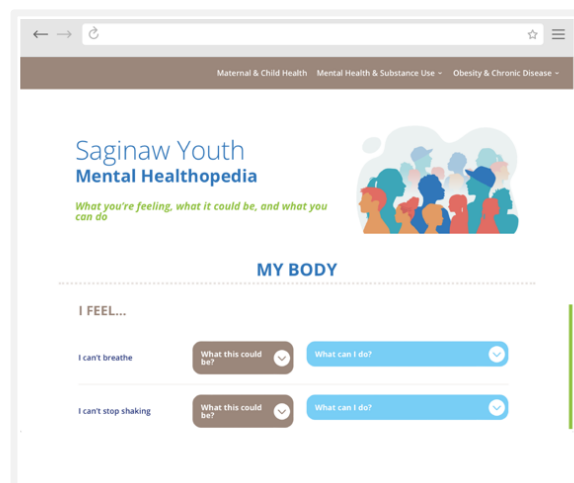 Maternal & Child Health Mental Health & Substance Use Obesity & Chronic Disease
Saginaw Youth
Mental Healthopedia
What you're feeling, what it could be, and what you
can do
MY BODY
I FEEL...
I can't breathe
What this could
be?
What can I do?
I can't stop shaking
What this could
be?
What can I do?